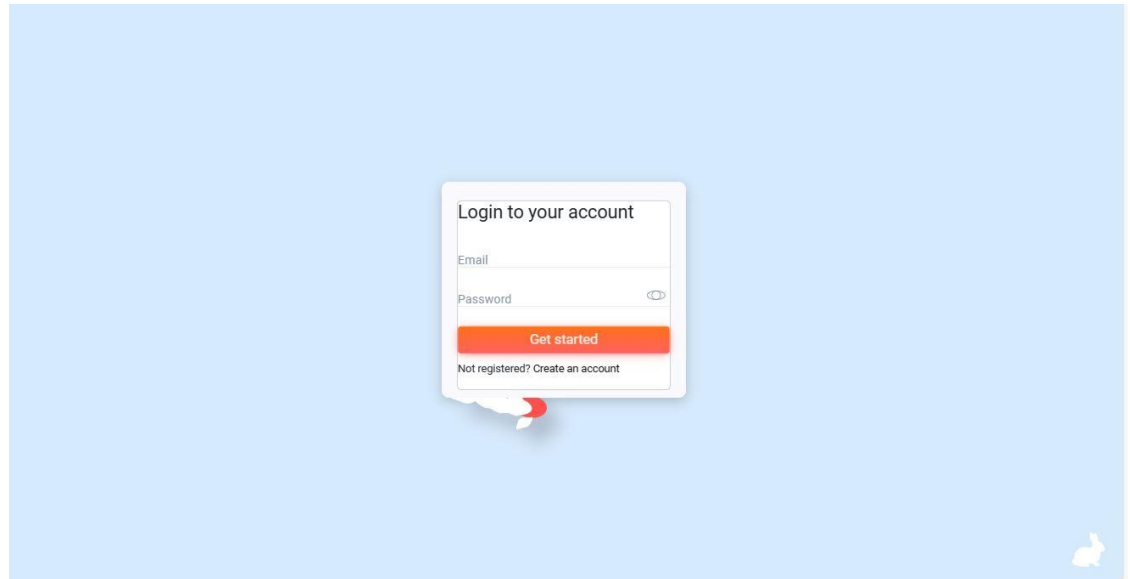 Login to your account
Email
Password
Get started
Not registered? Create an account